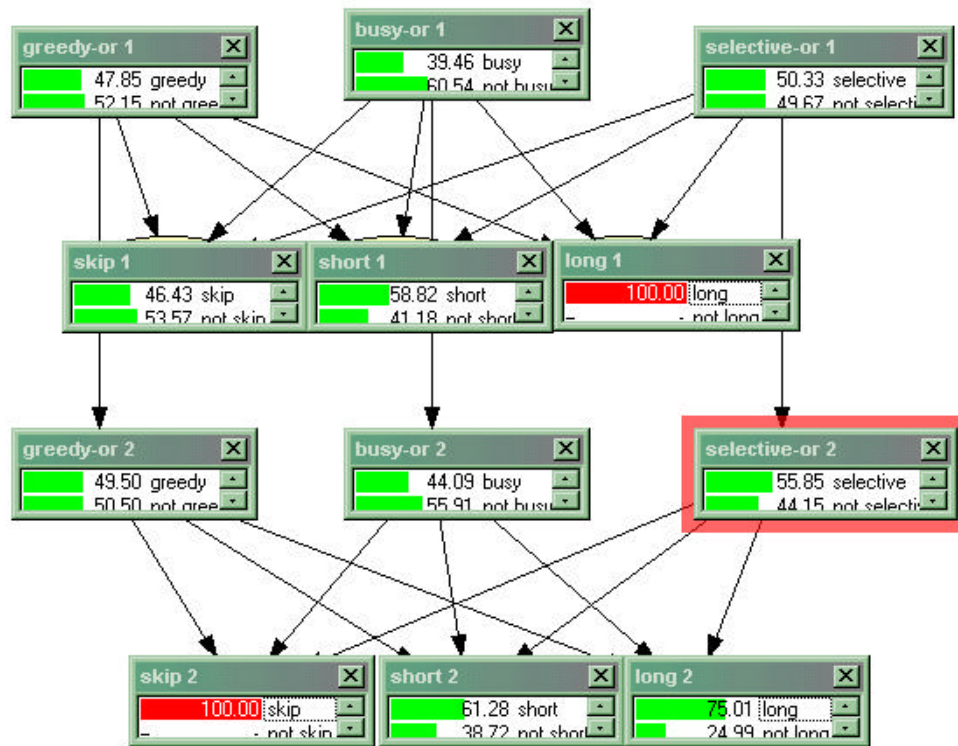 greedy-or 1
47.85 greedy
52.15 not gree
busy-or 1
39.46 busy
60.54 not busy
selective-or 1
50.33 selective
49.67 not selecti
skip 1
46.43 skip
53.57 not skip
short 1
58.82 short
41.18 not short
long 1
100.00 long
- - not long
greedy-or 2
49.50 greedy
50.50 not gree
busy-or 2
44.09 busy
55.91 not busy
selective-or 2
55.85 selective
44.15 not selectiv
skip 2
100.00 skip
- - not skip
short 2
61.28 short
38.72 not short
long 2
75.01 long
24.99 not long